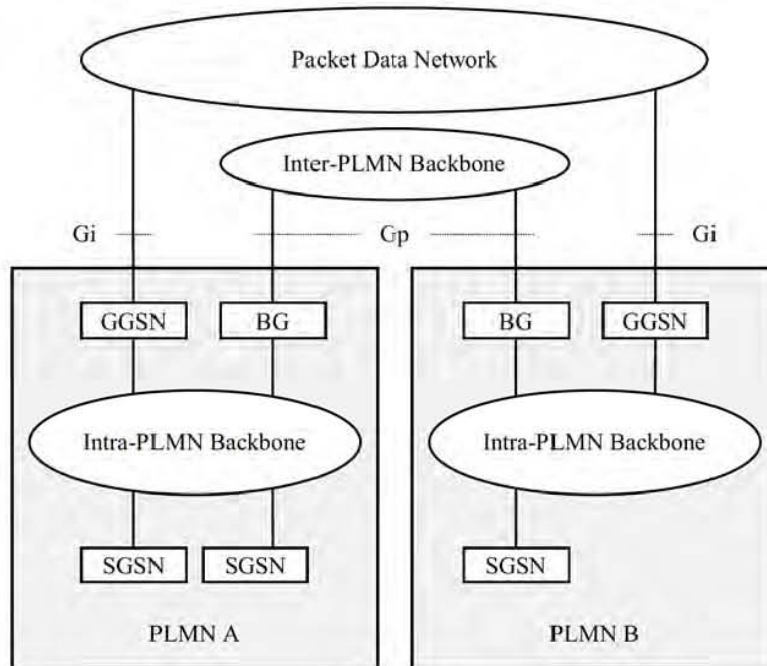 Packet Data Network
Inter-PLMN Backbone
Gi Gp Gi
GGSN BG BG GGSN
Intra-PLMN Backbone Intra-PLMN Backbone
SGSN SGSN SGSN
PLMN A PLMN B